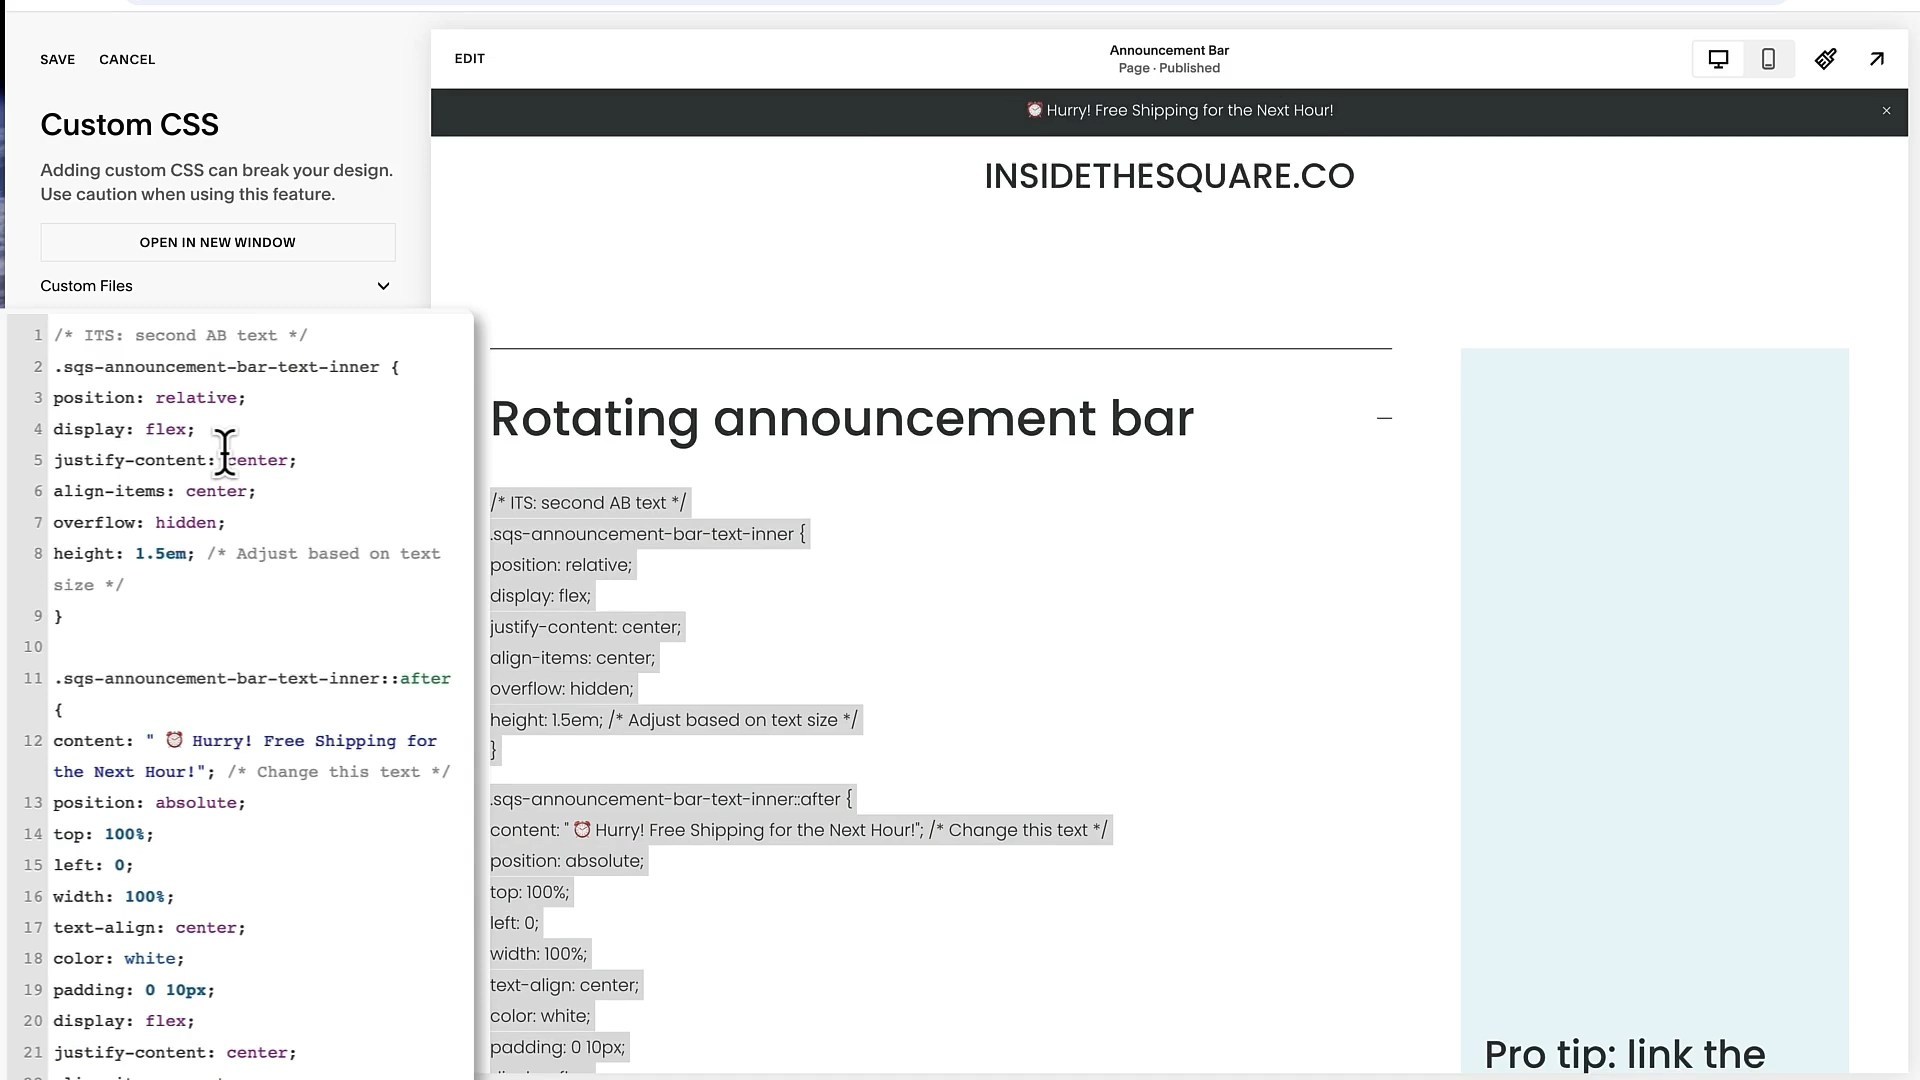 SAVE CANCEL
Custom CSS
Adding custom CSS can break your design.
Use caution when using this feature.
OPEN IN NEW WINDOW
Custom Files
1 /* ITS: second AB text */
2 .sqs-announcement-bar-text-inner {
3 position: relative;
4 display: flex;
5 justify-content: center;
6 align-items: center;
7 overflow: hidden;
8 height: 1.5em; /* Adjust based on text
size */
9 }
10
11 .sqs-announcement-bar-text-inner::after
{
12 content: " ⏰ Hurry! Free Shipping for
the Next Hour!"; /* Change this text */
13 position: absolute;
14 top: 100%;
15 left: 0;
16 width: 100%;
17 text-align: center;
18 color: white;
19 padding: 0 10px;
20 display: flex;
21 justify-content: center;
EDIT
Announcement Bar
Page · Published
⏰ Hurry! Free Shipping for the Next Hour! ×
INSIDETHESQUARE.CO
Rotating announcement bar
/* ITS: second AB text */
.sqs-announcement-bar-text-inner {
position: relative;
display: flex;
justify-content: center;
align-items: center;
overflow: hidden;
height: 1.5em; /* Adjust based on text size */
}
.sqs-announcement-bar-text-inner::after {
content: " ⏰ Hurry! Free Shipping for the Next Hour!"; /* Change this text */
position: absolute;
top: 100%;
left: 0;
width: 100%;
text-align: center;
color: white;
padding: 0 10px;
Pro tip: link the